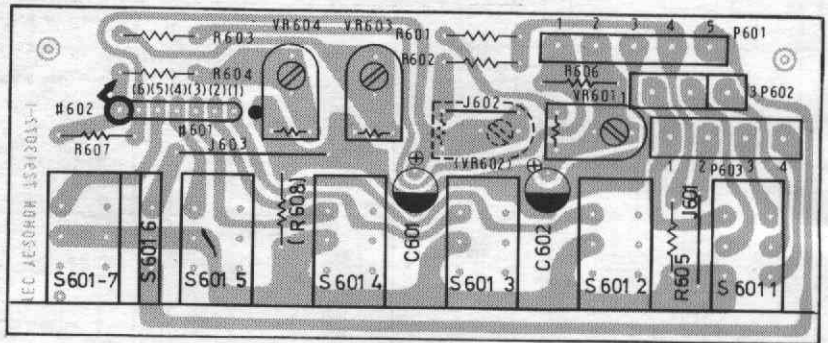 VR604 VR603
R603
R601
1 2 3 4 5 P601
R602
R604
R606
(6)(5)(4)(3)(2)(1)
3 P602
#602
J602
VR601 1
#601
R607
J603
(VR602)
1 2 P603 3 4
(R608)
C601
C602
J601
R605
S601-7
S601 6
S601 5
S601 4
S601 3
S601 2
S601 1